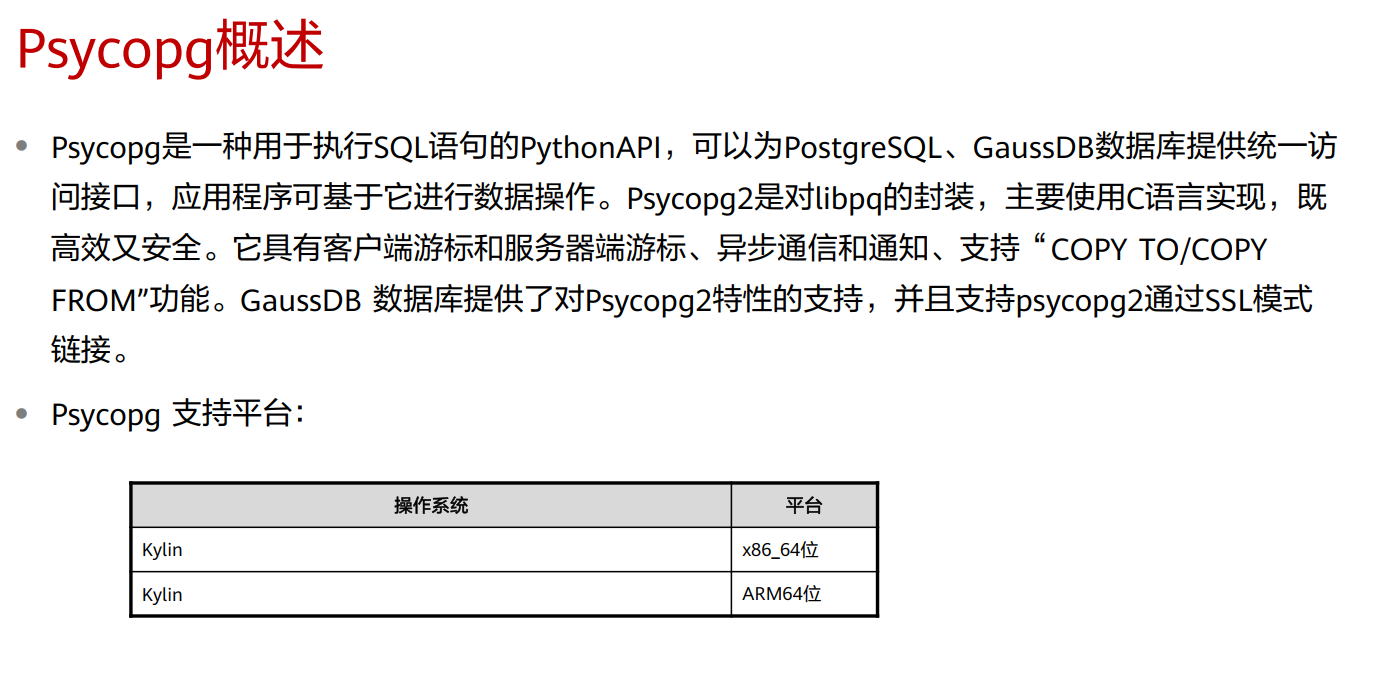 Psycopg概述
• Psycopg是一种用于执行SQL语句的PythonAPI，可以为PostgreSQL、GaussDB数据库提供统一访
问接口，应用程序可基于它进行数据操作。Psycopg2是对libpq的封装，主要使用C语言实现，既
高效又安全。它具有客户端游标和服务器端游标、异步通信和通知、支持“COPY TO/COPY
FROM”功能。GaussDB 数据库提供了对Psycopg2特性的支持，并且支持psycopg2通过SSL模式
链接。
• Psycopg 支持平台：
操作系统 平台
Kylin x86_64位
Kylin ARM64位